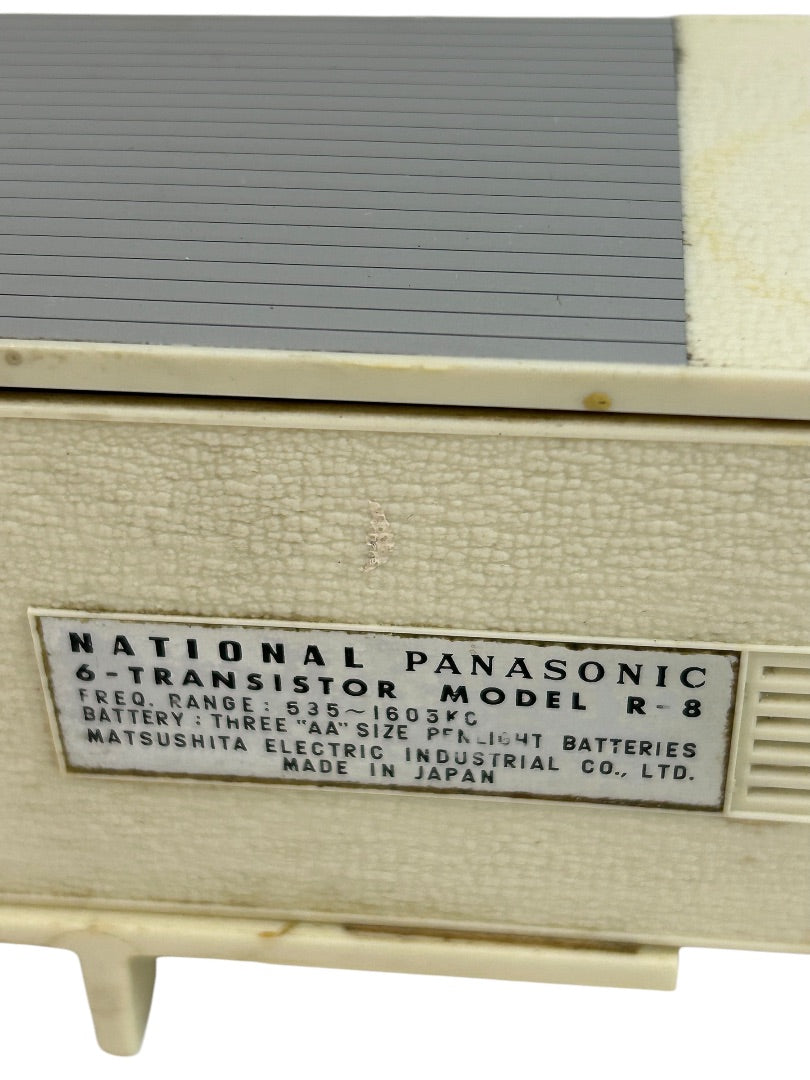 NATIONAL PANASONIC
6-TRANSISTOR MODEL R-8
FREQ. RANGE: 535~1605KC
BATTERY: THREE "AA" SIZE PENLIGHT BATTERIES
MATSUSHITA ELECTRIC INDUSTRIAL CO., LTD.
MADE IN JAPAN